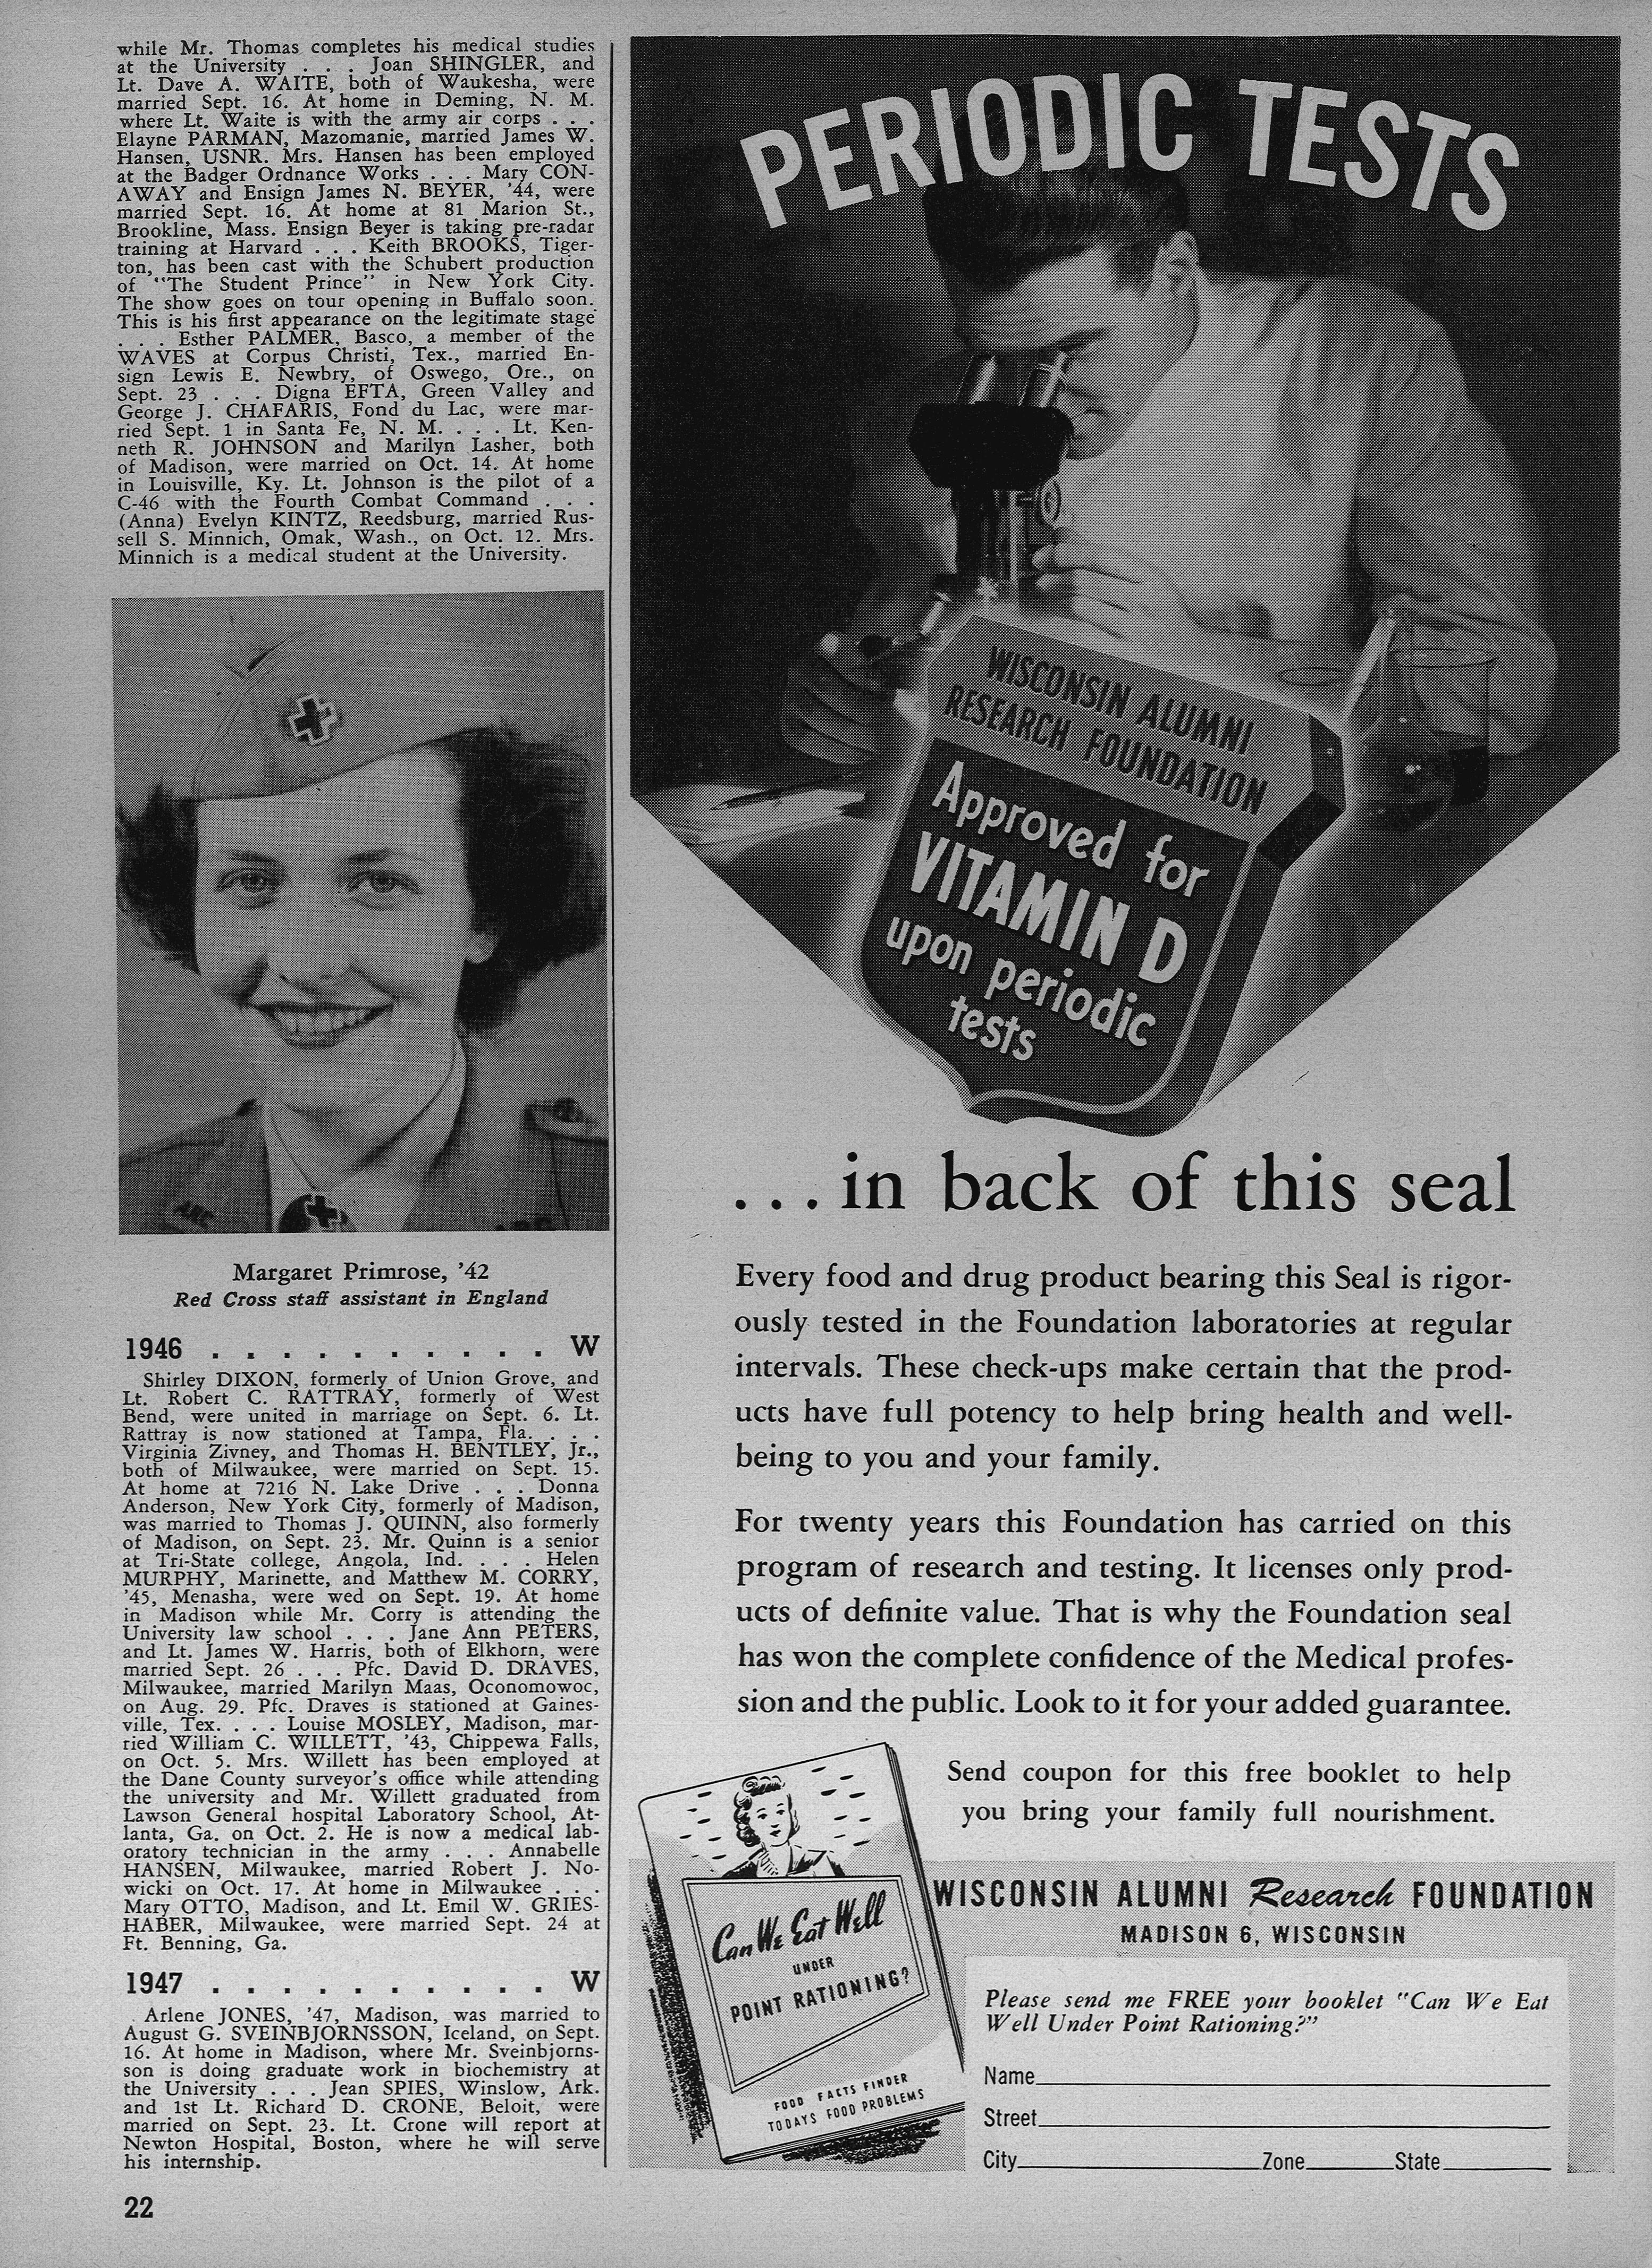 while Mr. Thomas completes his medical studies
at the University . . . Joan SHINGLER, and
Lt. Dave A. WAITE, both of Waukesha, were
married Sept. 16. At home in Deming, N. M.
where Lt. Waite is with the army air corps . . .
Elayne PARMAN, Mazomanie, married James W.
Hansen, USNR. Mrs. Hansen has been employed
at the Badger Ordnance Works . . . Mary CON-
AWAY and Ensign James N. BEYER, '44, were
married Sept. 16. At home at 81 Marion St.,
Brookline, Mass. Ensign Beyer is taking pre-radar
training at Harvard . . . Keith BROOKS, Tiger-
ton, has been cast with the Schubert production
of "The Student Prince" in New York City.
The show goes on tour opening in Buffalo soon.
This is his first appearance on the legitimate stage
. . . Esther PALMER, Basco, a member of the
WAVES at Corpus Christi, Tex., married En-
sign Lewis E. Newbry, of Oswego, Ore., on
Sept. 23 . . . Digna EFTA, Green Valley and
George J. CHAFARIS, Fond du Lac, were mar-
ried Sept. 1 in Santa Fe, N. M. . . . Lt. Ken-
neth R. JOHNSON and Marilyn Lasher, both
of Madison, were married on Oct. 14. At home
in Louisville, Ky. Lt. Johnson is the pilot of a
C-46 with the Fourth Combat Command . . .
(Anna) Evelyn KINTZ, Reedsburg, married Rus-
sell S. Minnich, Omak, Wash., on Oct. 12. Mrs.
Minnich is a medical student at the University.
ARC
ARC
Margaret Primrose, '42
Red Cross staff assistant in England
1946 . . . . . . . . . . . . W
Shirley DIXON, formerly of Union Grove, and
Lt. Robert C. RATTRAY, formerly of West
Bend, were united in marriage on Sept. 6. Lt.
Rattray is now stationed at Tampa, Fla. . . .
Virginia Zivney, and Thomas H. BENTLEY, Jr.,
both of Milwaukee, were married on Sept. 15.
At home at 7216 N. Lake Drive . . . Donna
Anderson, New York City, formerly of Madison,
was married to Thomas J. QUINN, also formerly
of Madison, on Sept. 23. Mr. Quinn is a senior
at Tri-State college, Angola, Ind. . . . Helen
MURPHY, Marinette, and Matthew M. CORRY,
'45, Menasha, were wed on Sept. 19. At home
in Madison while Mr. Corry is attending the
University law school . . . Jane Ann PETERS,
and Lt. James W. Harris, both of Elkhorn, were
married Sept. 26 . . . Pfc. David D. DRAVES,
Milwaukee, married Marilyn Maas, Oconomowoc,
on Aug. 29. Pfc. Draves is stationed at Gaines-
ville, Tex. . . . Louise MOSLEY, Madison, mar-
ried William C. WILLETT, '43, Chippewa Falls,
on Oct. 5. Mrs. Willett has been employed at
the Dane County surveyor's office while attending
the university and Mr. Willett graduated from
Lawson General hospital Laboratory School, At-
lanta, Ga. on Oct. 2. He is now a medical lab-
oratory technician in the army . . . Annabelle
HANSEN, Milwaukee, married Robert J. No-
wicki on Oct. 17. At home in Milwaukee . . .
Mary OTTO, Madison, and Lt. Emil W. GRIES-
HABER, Milwaukee, were married Sept. 24 at
Ft. Benning, Ga.
1947 . . . . . . . . . . . . W
Arlene JONES, '47, Madison, was married to
August G. SVEINBJORNSSON, Iceland, on Sept.
16. At home in Madison, where Mr. Sveinbjorns-
son is doing graduate work in biochemistry at
the University . . . Jean SPIES, Winslow, Ark.
and 1st Lt. Richard D. CRONE, Beloit, were
married on Sept. 23. Lt. Crone will report at
Newton Hospital, Boston, where he will serve
his internship.
22
PERIODIC TESTS
WISCONSIN ALUMNI
RESEARCH FOUNDATION
Approved for
VITAMIN D
upon periodic
tests
. . . in back of this seal
Every food and drug product bearing this Seal is rigor-
ously tested in the Foundation laboratories at regular
intervals. These check-ups make certain that the prod-
ucts have full potency to help bring health and well-
being to you and your family.
For twenty years this Foundation has carried on this
program of research and testing. It licenses only prod-
ucts of definite value. That is why the Foundation seal
has won the complete confidence of the Medical profes-
sion and the public. Look to it for your added guarantee.
Send coupon for this free booklet to help
you bring your family full nourishment.
Can We Eat Well
UNDER
POINT RATIONING?
FOOD FACTS FINDER
TODAYS FOOD PROBLEMS
WISCONSIN ALUMNI Research FOUNDATION
MADISON 6, WISCONSIN
Please send me FREE your booklet "Can We Eat
Well Under Point Rationing?"
Name
Street
City Zone State